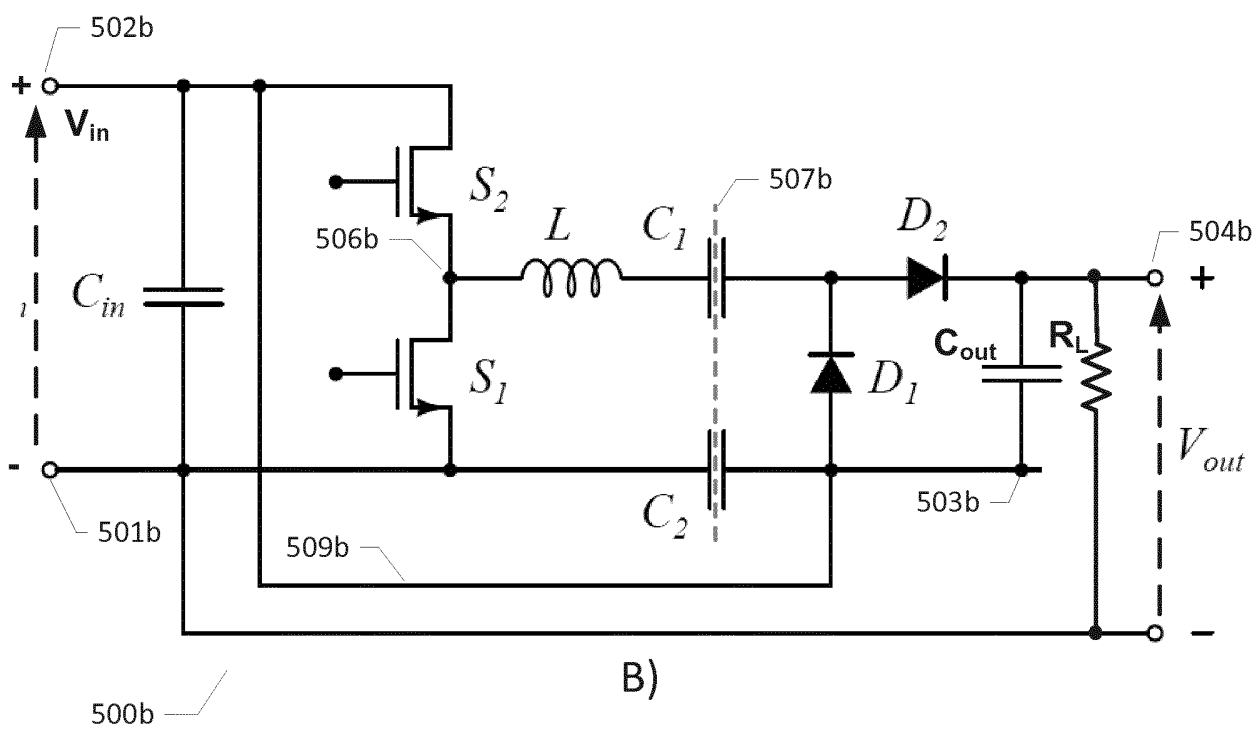 502b
+
Vin
S2
507b
506b
L
C1
D2
504b
+
Cin
Cout
RL
S1
D1
Vout
-
501b
C2
503b
509b
–
B)
500b